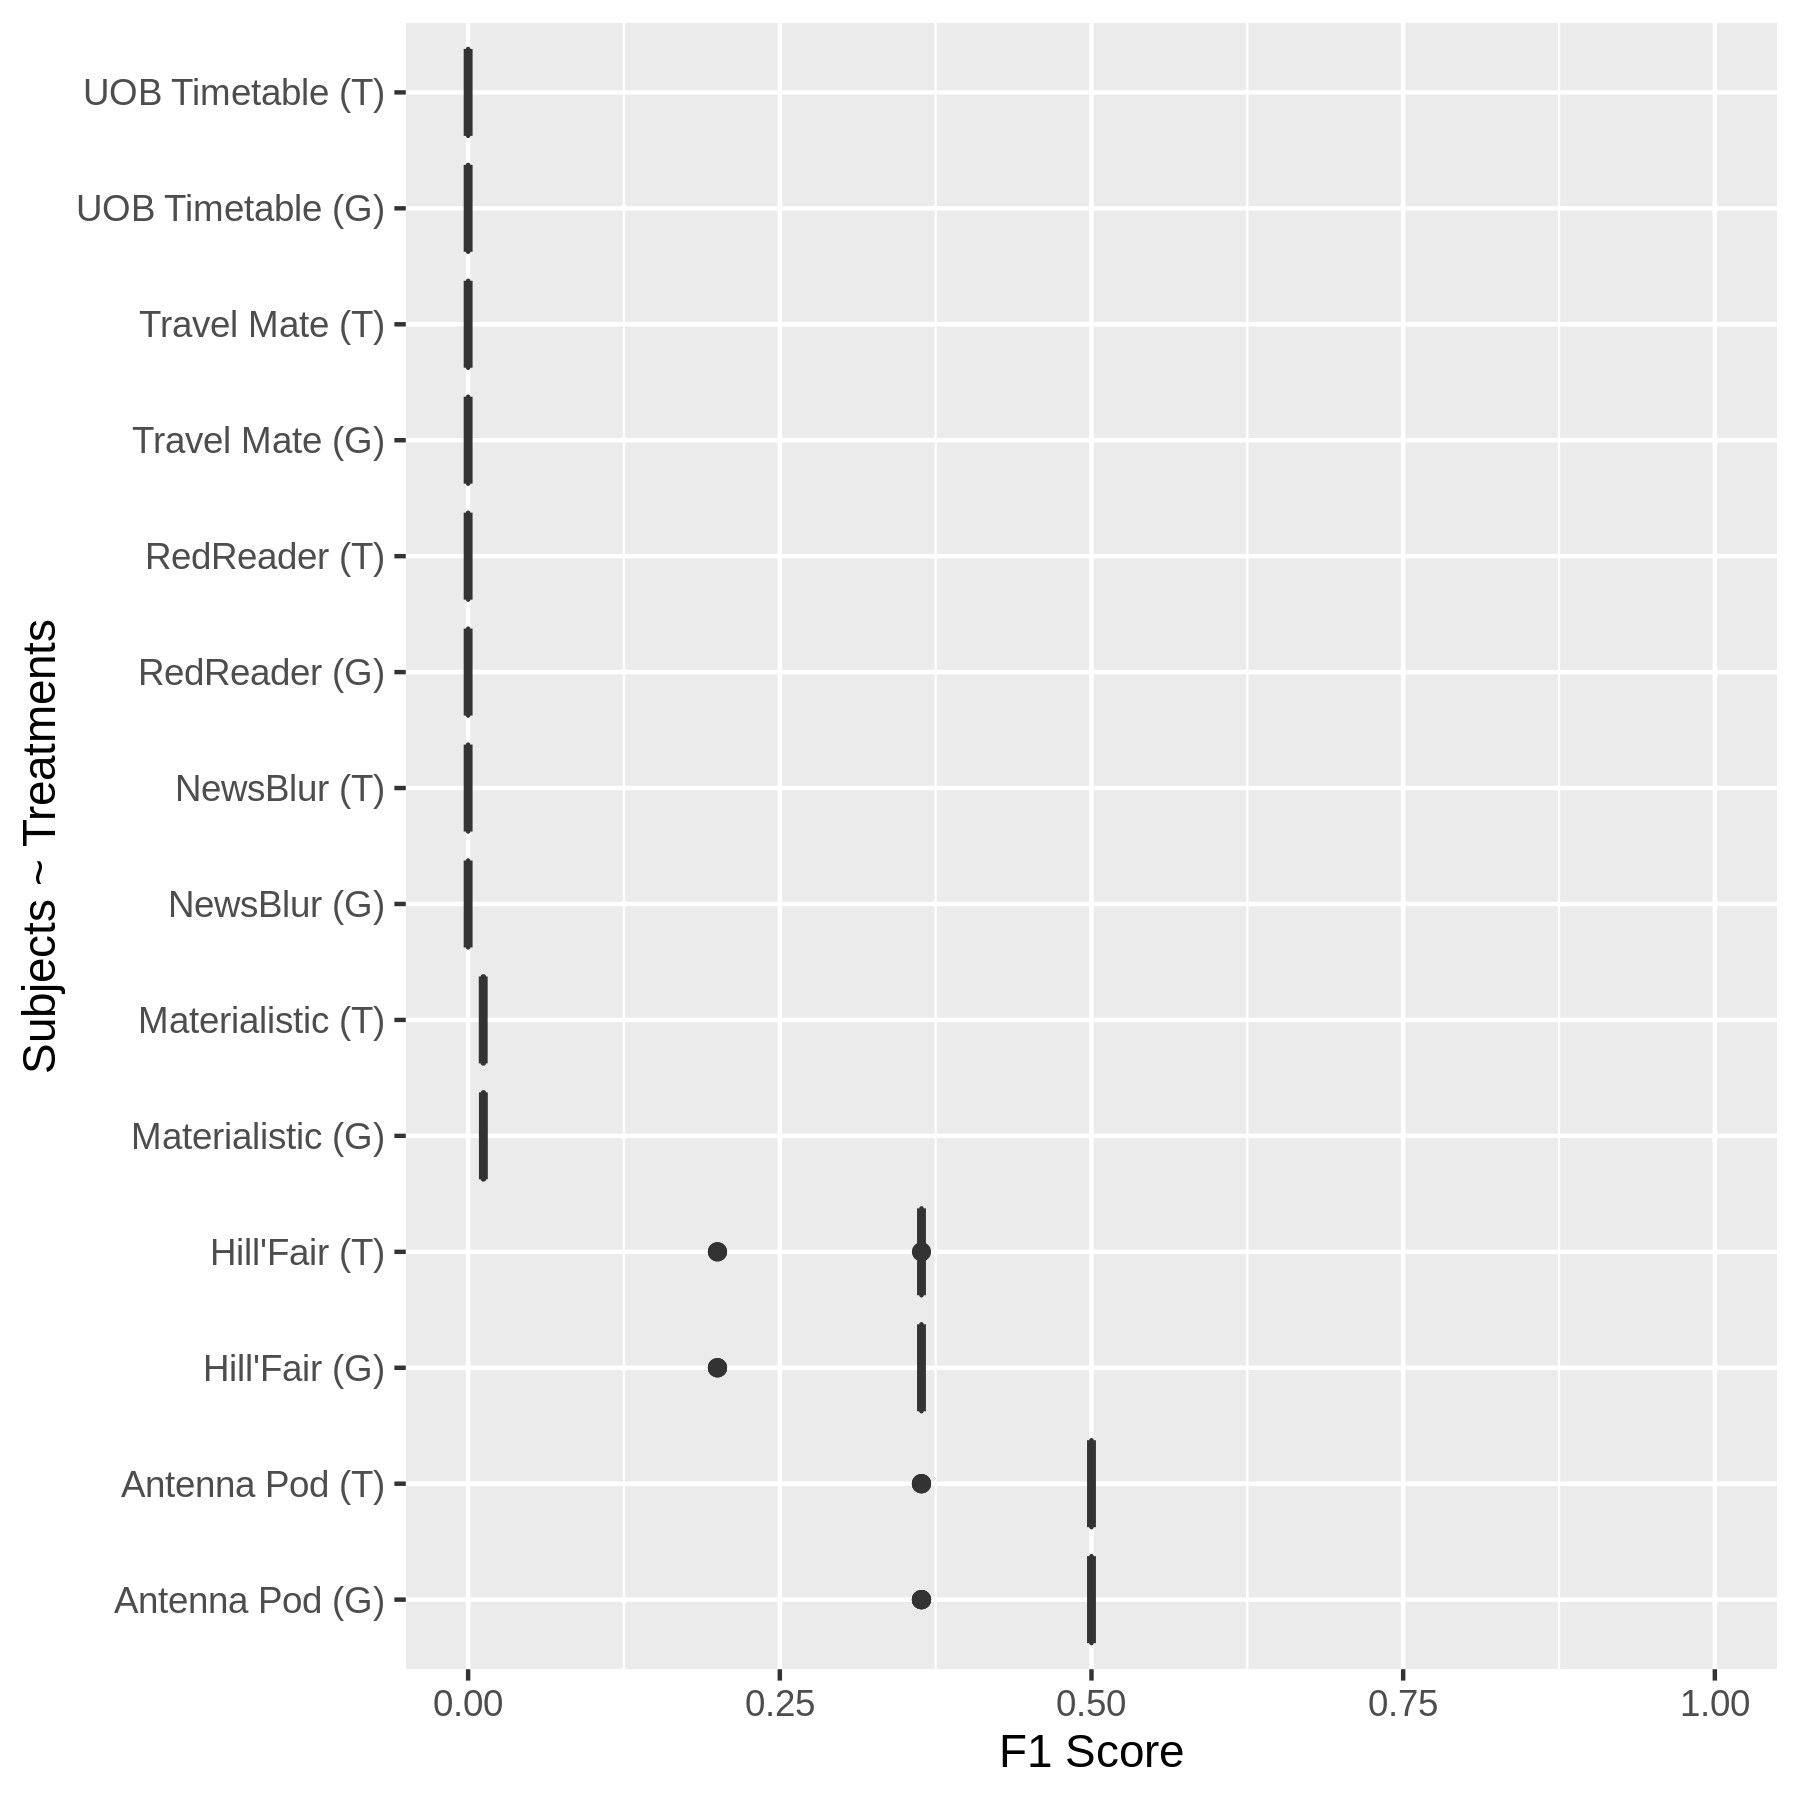 UOB Timetable (T)
UOB Timetable (G)
Travel Mate (T)
Travel Mate (G)
RedReader (T)
RedReader (G)
NewsBlur (T)
NewsBlur (G)
Materialistic (T)
Materialistic (G)
Hill'Fair (T)
Hill'Fair (G)
Antenna Pod (T)
Antenna Pod (G)
Subjects ~ Treatments
0.00 0.25 0.50 0.75 1.00
F1 Score